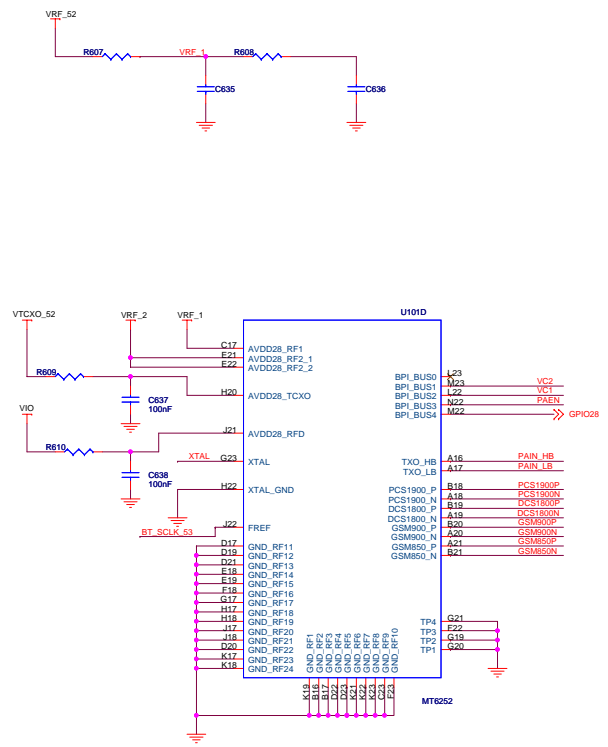 VRF_52
R607 VRF_1 R608
C635 C636
U101D
VTCXO_52 VRF_2 VRF_1
C17 AVDD28_RF1
E21 AVDD28_RF2_1
E22 AVDD28_RF2_2
R609
H20 AVDD28_TCXO
C637
100nF
VIO
J21 AVDD28_RFD
R610
XTAL G23 XTAL
C638
100nF
H22 XTAL_GND
BT_SCLK_53 J22 FREF
D17 GND_RF11
D19 GND_RF12
D21 GND_RF13
E18 GND_RF14
E19 GND_RF15
F18 GND_RF16
G17 GND_RF17
H17 GND_RF18
H18 GND_RF19
J17 GND_RF20
J18 GND_RF21
D20 GND_RF22
K17 GND_RF23
K18 GND_RF24
BPI_BUS0 L23
BPI_BUS1 M23 VC2
BPI_BUS2 L22 VC1
BPI_BUS3 N22 PAEN
BPI_BUS4 M22 GPIO28
TXO_HB A16 PAIN_HB
TXO_LB A17 PAIN_LB
PCS1900_P B18 PCS1900P
PCS1900_N A18 PCS1900N
DCS1800_P B19 DCS1800P
DCS1800_N A19 DCS1800N
GSM900_P B20 GSM900P
GSM900_N A20 GSM900N
GSM850_P A21 GSM850P
GSM850_N B21 GSM850N
TP4 G21
TP3 F22
TP2 G19
TP1 G20
GND_RF1 K19
GND_RF2 B16
GND_RF3 B17
GND_RF4 D22
GND_RF5 D23
GND_RF6 K21
GND_RF7 K22
GND_RF8 K23
GND_RF9 C23
GND_RF10 F23
MT6252